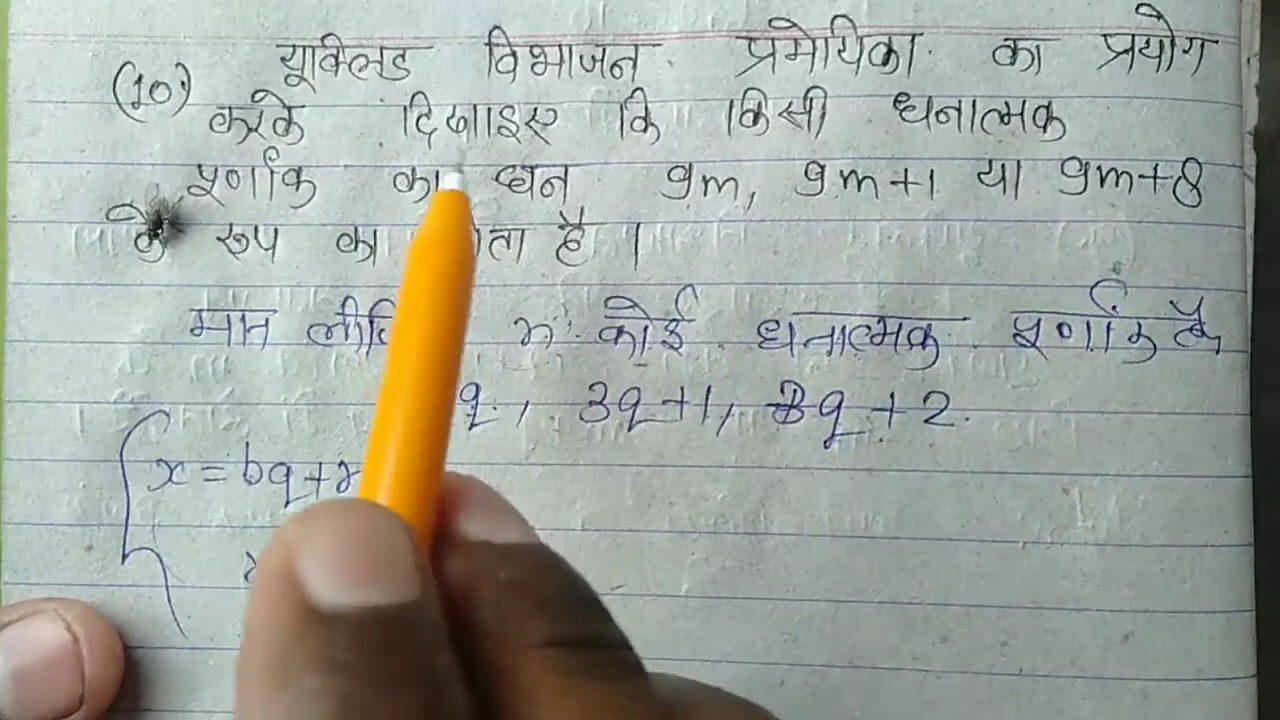 (10) यूक्लिड विभाजन प्रमेयिका का प्रयोग
करके दिखाइए कि किसी धनात्मक
पूर्णांक का घन 9m, 9m+1 या 9m+8
के रूप का है।
मान कोई धनात्मक पूर्णांक है
q, 3q+1, 3q+2.
x = bq+r